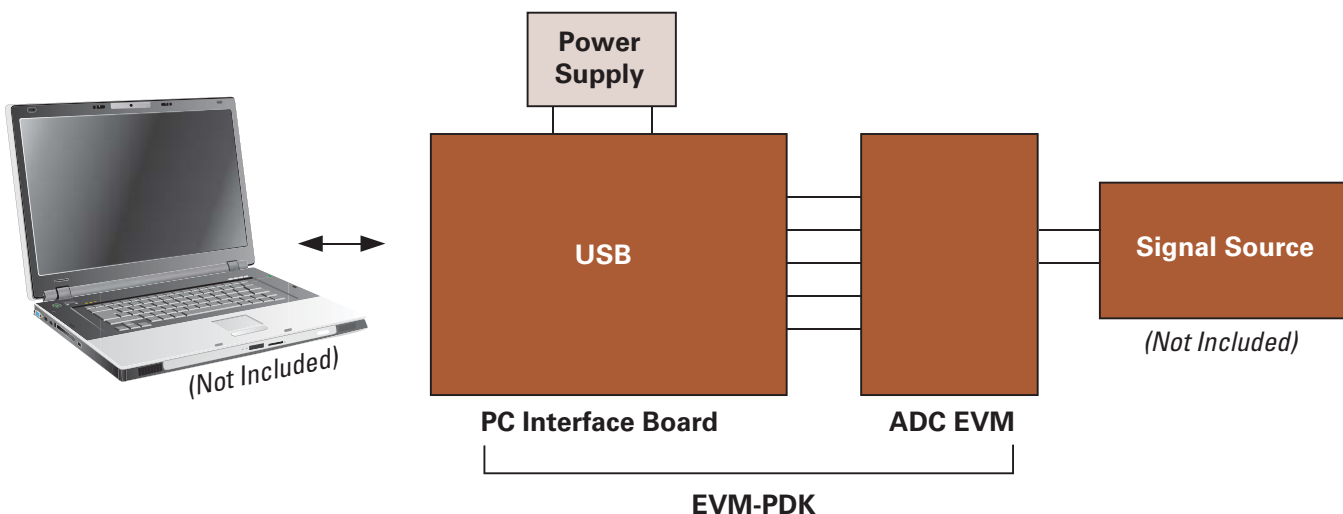 Power
Supply
USB
Signal Source
(Not Included)
(Not Included)
PC Interface Board
ADC EVM
EVM-PDK